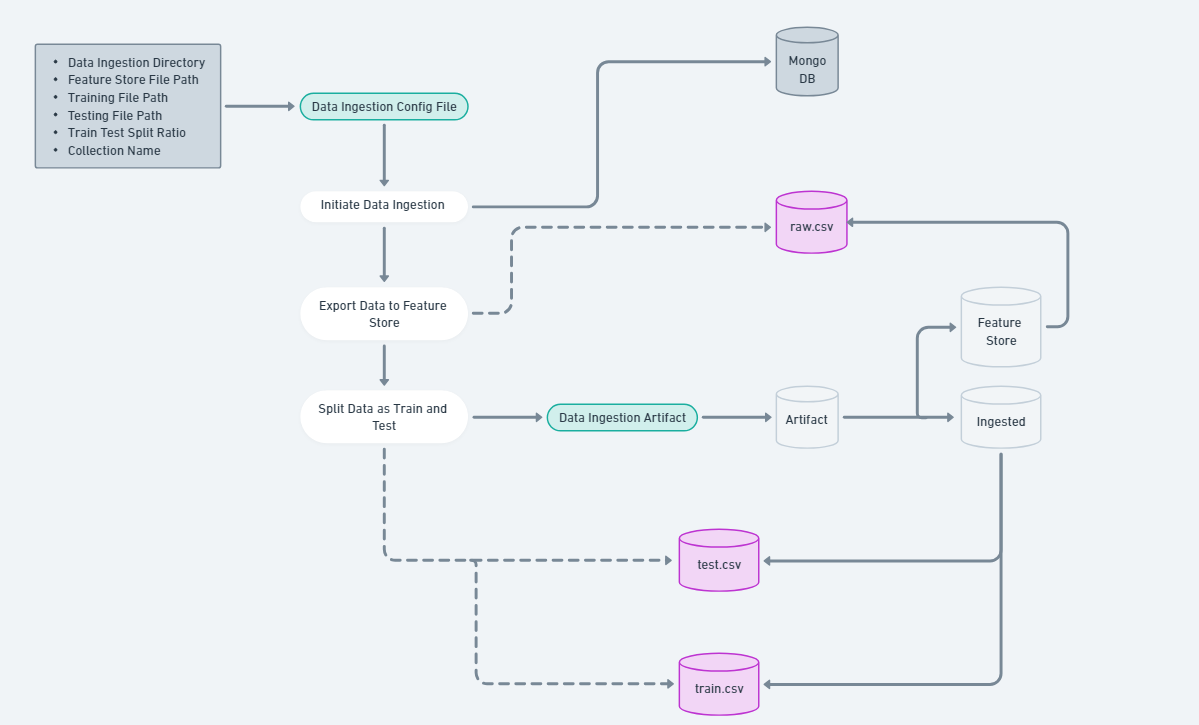 • Data Ingestion Directory
• Feature Store File Path
• Training File Path
• Testing File Path
• Train Test Split Ratio
• Collection Name
Data Ingestion Config File
Mongo
DB
Initiate Data Ingestion
raw.csv
Export Data to Feature
Store
Feature
Store
Split Data as Train and
Test
Data Ingestion Artifact
Artifact
Ingested
test.csv
train.csv